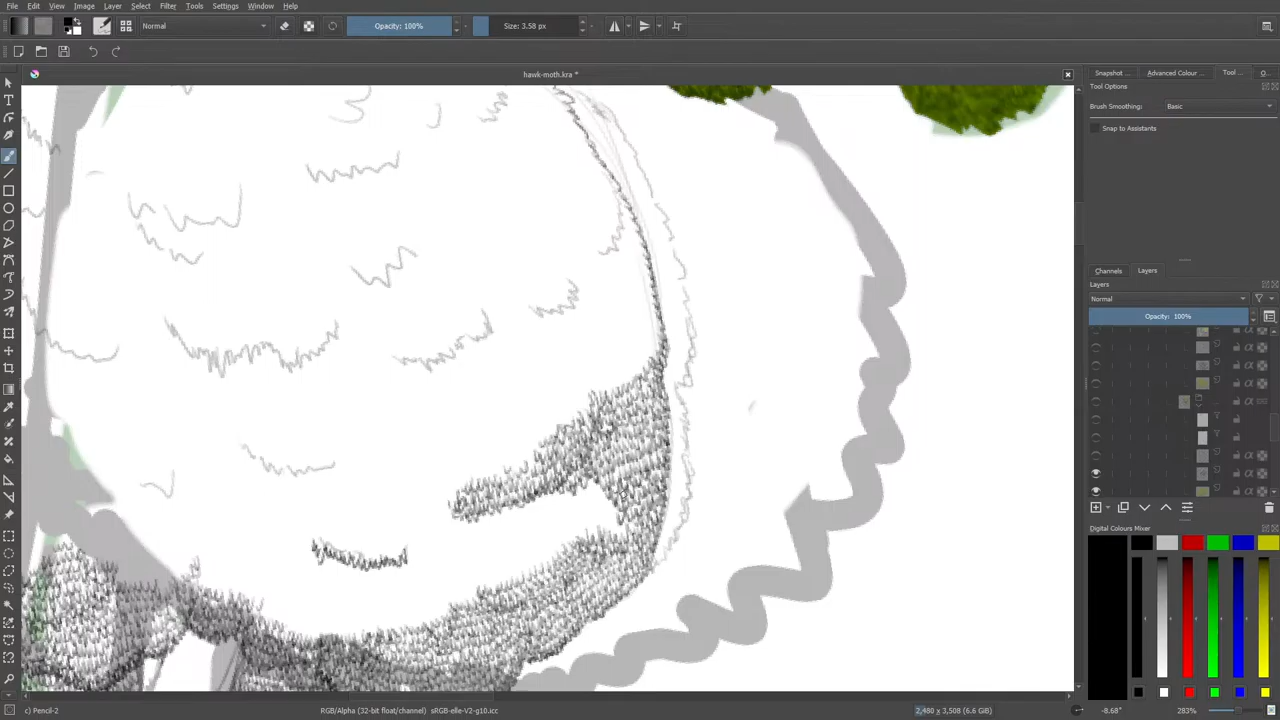 File Edit View Image Layer Select Filter Tools Settings Window Help
Normal Opacity: 100% Size: 3.58 px
hawk-moth.kra *
Snapshot ... Advanced Colour ... Tool ... O...
Tool Options
Brush Smoothing: Basic
Snap to Assistants
Channels Layers
Layers
Normal
Opacity: 100%
Digital Colours Mixer
c) Pencil-2 RGB/Alpha (32-bit float/channel) sRGB-elle-V2-g10.icc 2,480 x 3,508 (6.6 GiB) -8.68° 283%